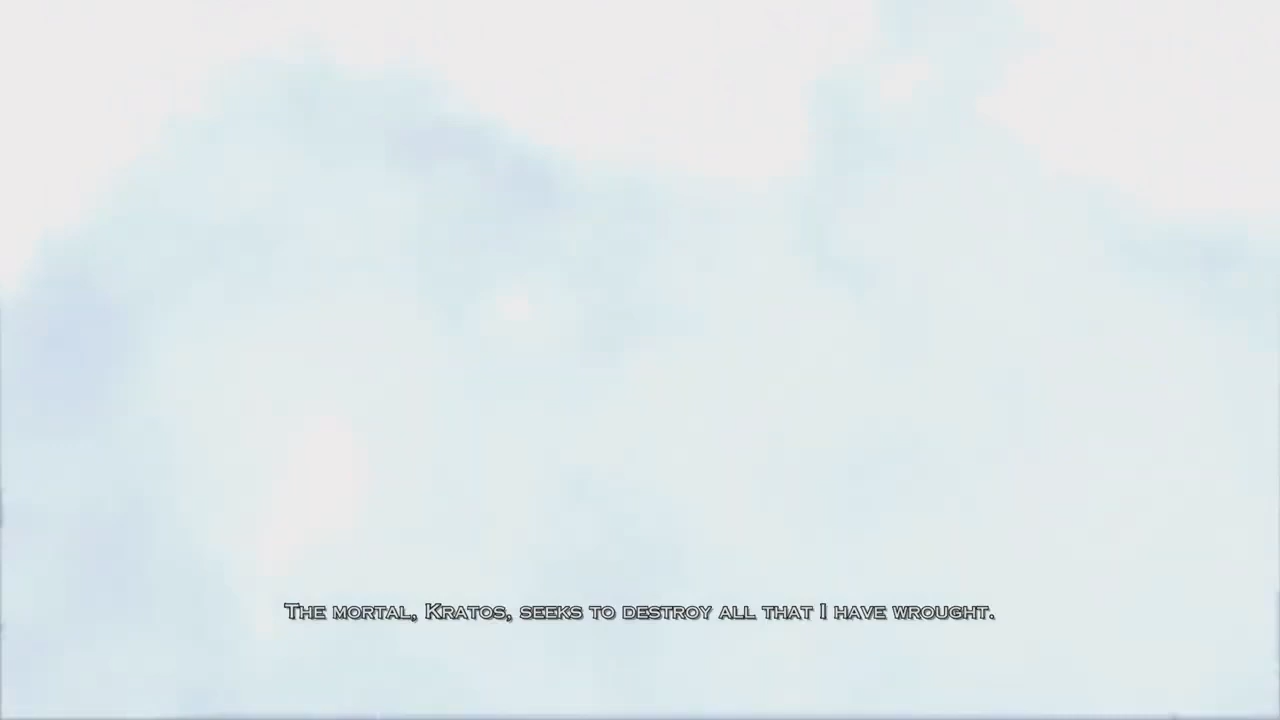 The mortal, Kratos, seeks to destroy all that I have wrought.